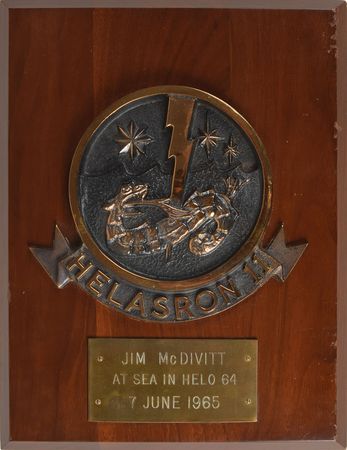 HELASRON 11
JIM McDIVITT
AT SEA IN HELO 64
7 JUNE 1965